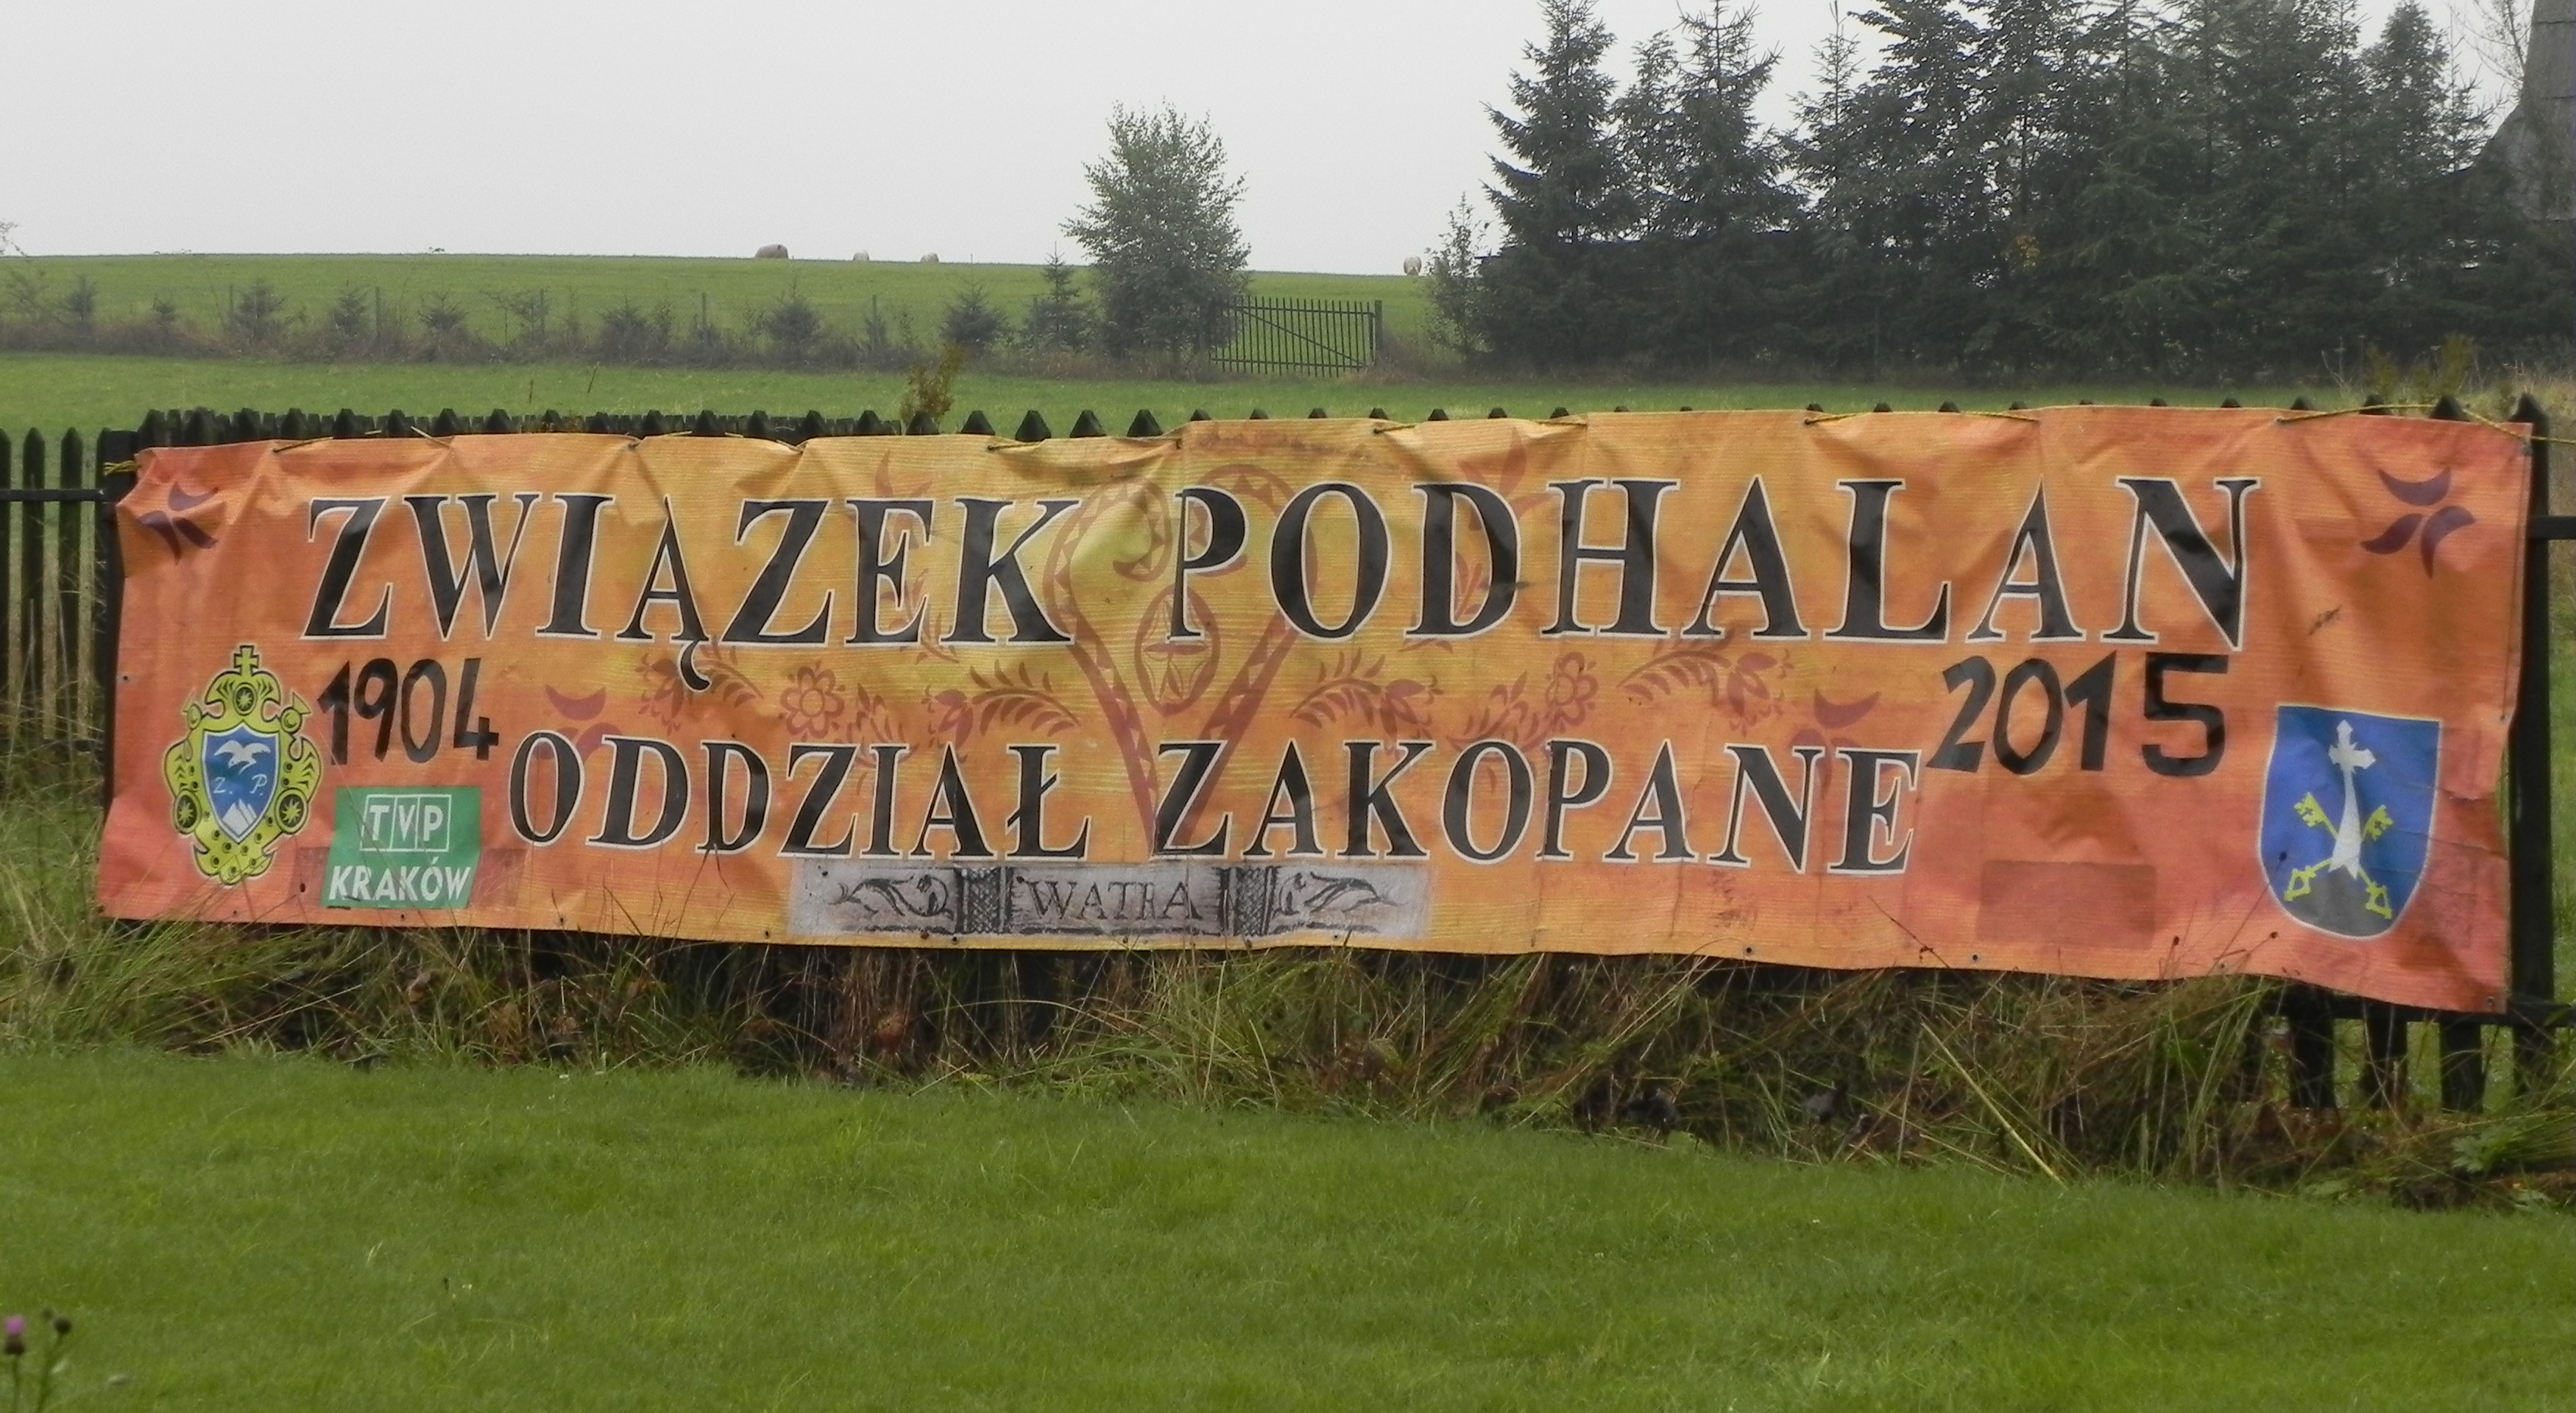 ZWIĄZEK PODHALAN
1904
2015
ODDZIAŁ ZAKOPANE
Z. P.
TVP
KRAKÓW
WATRA